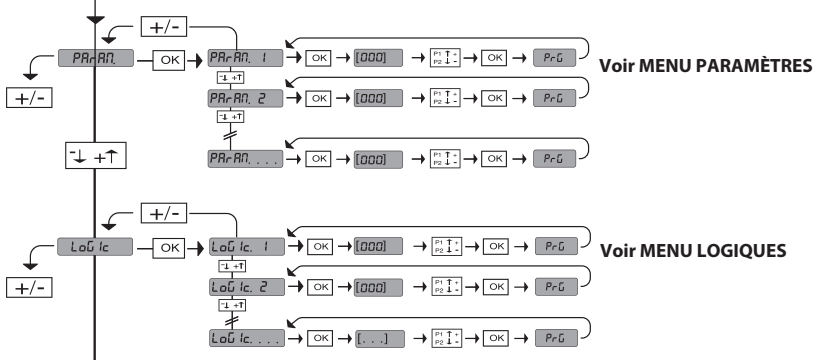 +/-
PArAM. OK PArAM. 1 OK [000] P1 ↑ + P2 ↓ - OK PrG
Voir MENU PARAMÈTRES
+/-
-↓ +↑
PArAM. 2 OK [000] P1 ↑ + P2 ↓ - OK PrG
-↓ +↑
-↓ +↑
PArAM. . . . OK [000] P1 ↑ + P2 ↓ - OK PrG
+/-
LoGIc OK LoGIc. 1 OK [000] P1 ↑ + P2 ↓ - OK PrG
Voir MENU LOGIQUES
+/-
-↓ +↑
LoGIc. 2 OK [000] P1 ↑ + P2 ↓ - OK PrG
-↓ +↑
LoGIc. . . . OK [. . .] P1 ↑ + P2 ↓ - OK PrG